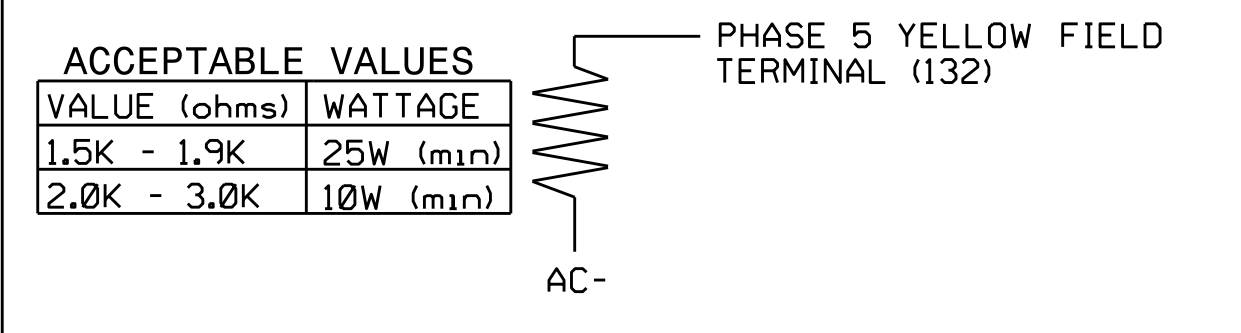 ACCEPTABLE VALUES
VALUE (ohms) WATTAGE
1.5K - 1.9K 25W (min)
2.0K - 3.0K 10W (min)
PHASE 5 YELLOW FIELD
TERMINAL (132)
AC-